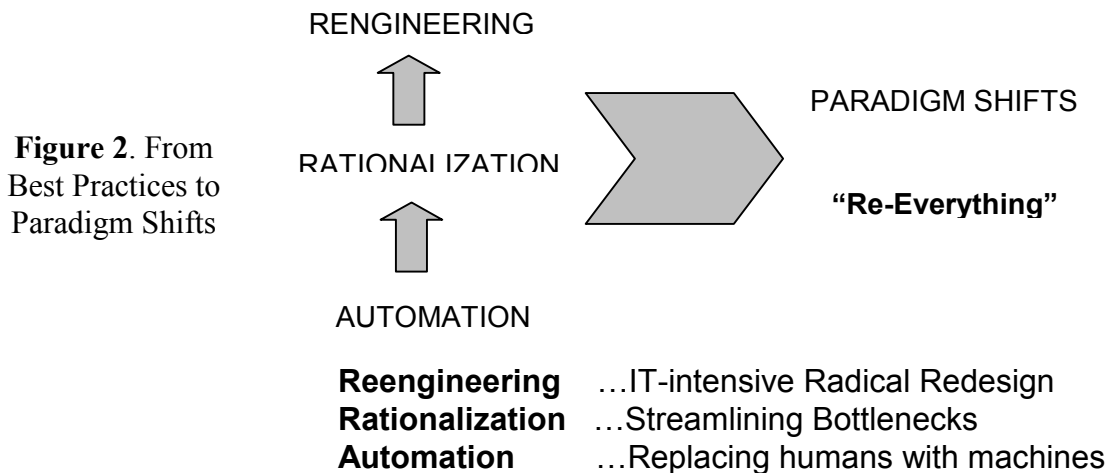 RENGINEERING
RATIONALIZATION
AUTOMATION
Figure 2. From
Best Practices to
Paradigm Shifts
PARADIGM SHIFTS
“Re-Everything”
Reengineering …IT-intensive Radical Redesign
Rationalization …Streamlining Bottlenecks
Automation …Replacing humans with machines